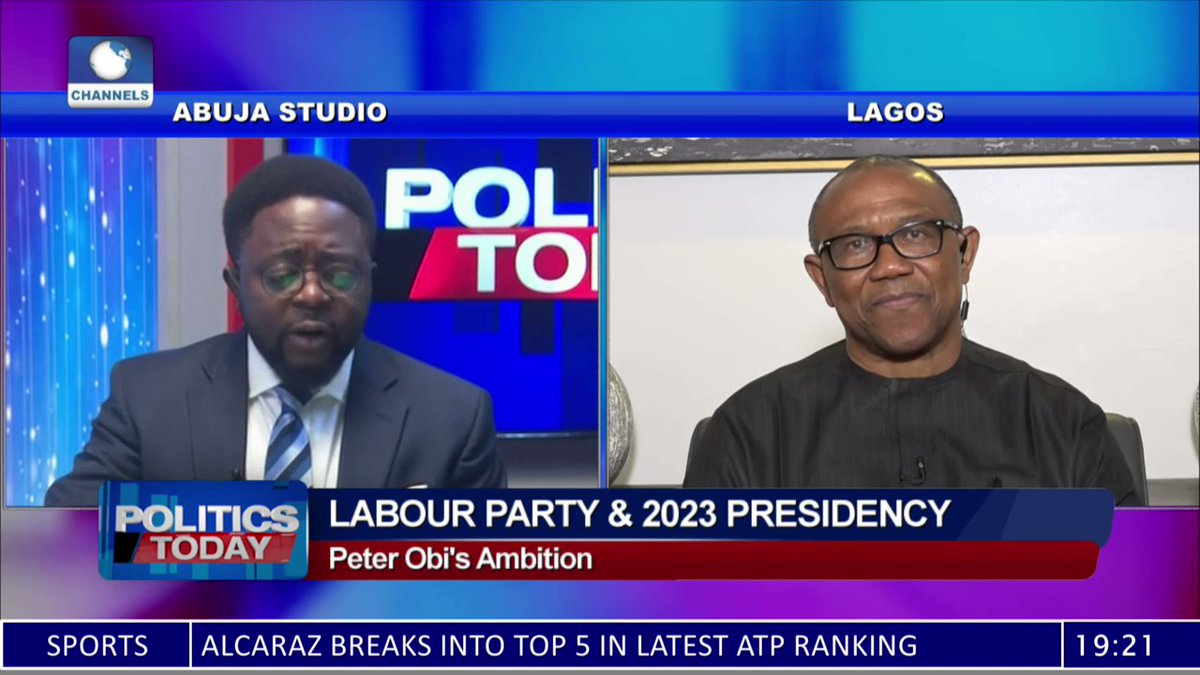 CHANNELS
ABUJA STUDIO
LAGOS
POLI
TO
POLITICS
TODAY
LABOUR PARTY & 2023 PRESIDENCY
Peter Obi's Ambition
SPORTS
ALCARAZ BREAKS INTO TOP 5 IN LATEST ATP RANKING
19:21